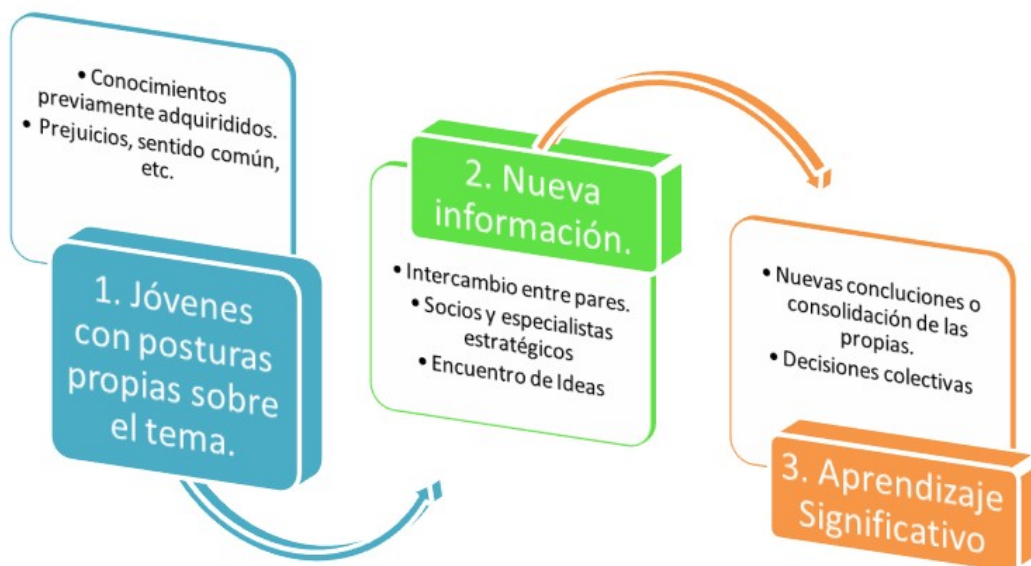 • Conocimientos
previamente adquirididos.
• Prejuicios, sentido común,
etc.
1. Jóvenes
con posturas
propias sobre
el tema.
2. Nueva
información.
• Intercambio entre pares.
• Socios y especialistas
estratégicos
• Encuentro de Ideas
• Nuevas concluciones o
consolidación de las
propias.
• Decisiones colectivas
3. Aprendizaje
Significativo